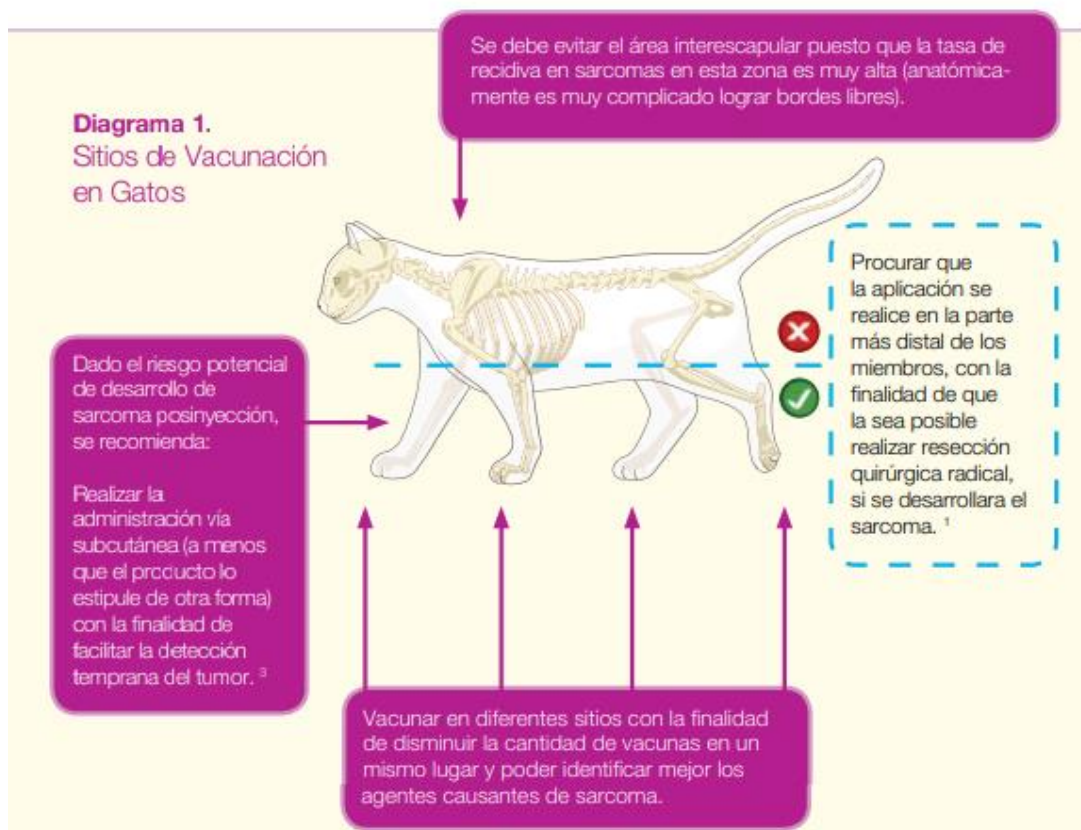 Se debe evitar el área interescapular puesto que la tasa de
recidiva en sarcomas en esta zona es muy alta (anatómica-
mente es muy complicado lograr bordes libres).
Diagrama 1.
Sitios de Vacunación
en Gatos
Procurar que
la aplicación se
realice en la parte
más distal de los
miembros, con la
finalidad de que
la sea posible
realizar resección
quirúrgica radical,
si se desarrollara el
sarcoma. 1
Dado el riesgo potencial
de desarrollo de
sarcoma posinyección,
se recomienda:
Realizar la
administración vía
subcutánea (a menos
que el producto lo
estipule de otra forma)
con la finalidad de
facilitar la detección
temprana del tumor. 3
Vacunar en diferentes sitios con la finalidad
de disminuir la cantidad de vacunas en un
mismo lugar y poder identificar mejor los
agentes causantes de sarcoma.